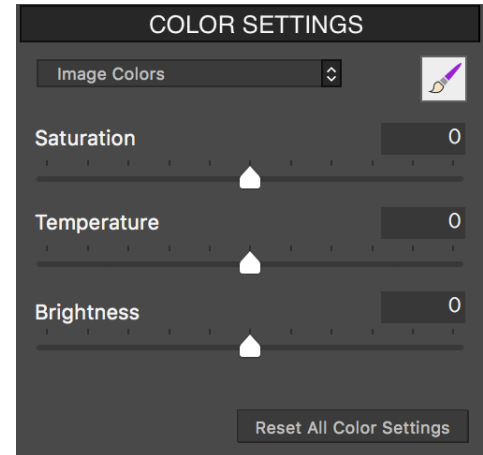 COLOR SETTINGS
Image Colors
Saturation 0
Temperature 0
Brightness 0
Reset All Color Settings